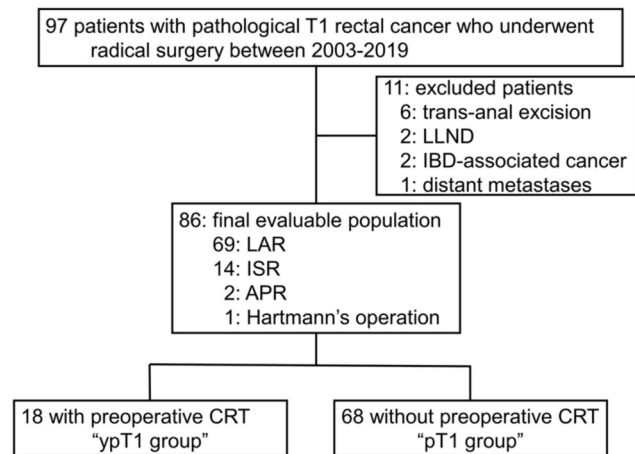 97 patients with pathological T1 rectal cancer who underwent
radical surgery between 2003-2019
11: excluded patients
6: trans-anal excision
2: LLND
2: IBD-associated cancer
1: distant metastases
86: final evaluable population
69: LAR
14: ISR
2: APR
1: Hartmann's operation
18 with preoperative CRT
“ypT1 group”
68 without preoperative CRT
“pT1 group”